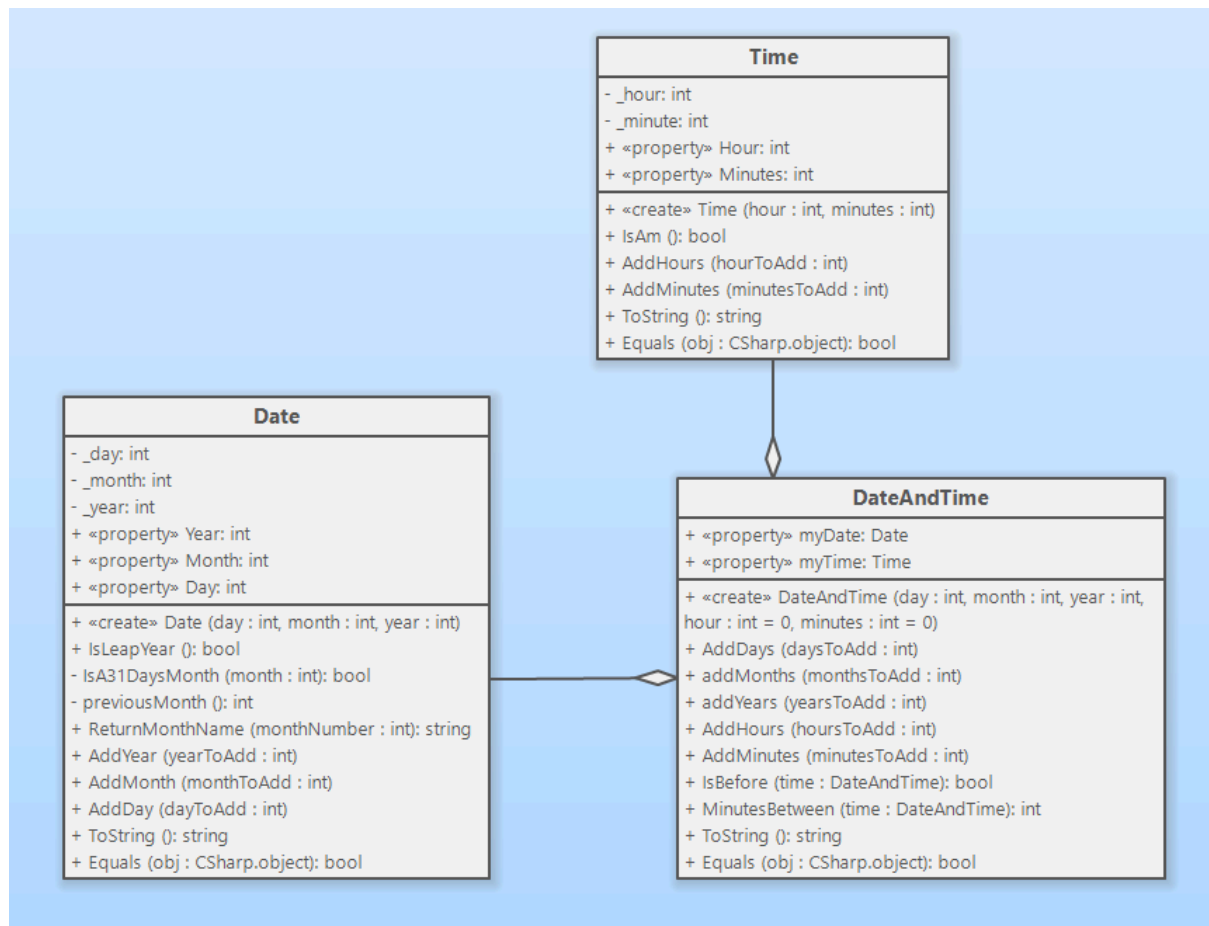 Time
- _hour: int
- _minute: int
+ «property» Hour: int
+ «property» Minutes: int
+ «create» Time (hour : int, minutes : int)
+ IsAm (): bool
+ AddHours (hourToAdd : int)
+ AddMinutes (minutesToAdd : int)
+ ToString (): string
+ Equals (obj : CSharp.object): bool
Date
- _day: int
- _month: int
- _year: int
+ «property» Year: int
+ «property» Month: int
+ «property» Day: int
+ «create» Date (day : int, month : int, year : int)
+ IsLeapYear (): bool
- IsA31DaysMonth (month : int): bool
- previousMonth (): int
+ ReturnMonthName (monthNumber : int): string
+ AddYear (yearToAdd : int)
+ AddMonth (monthToAdd : int)
+ AddDay (dayToAdd : int)
+ ToString (): string
+ Equals (obj : CSharp.object): bool
DateAndTime
+ «property» myDate: Date
+ «property» myTime: Time
+ «create» DateAndTime (day : int, month : int, year : int,
hour : int = 0, minutes : int = 0)
+ AddDays (daysToAdd : int)
+ addMonths (monthsToAdd : int)
+ addYears (yearsToAdd : int)
+ AddHours (hoursToAdd : int)
+ AddMinutes (minutesToAdd : int)
+ IsBefore (time : DateAndTime): bool
+ MinutesBetween (time : DateAndTime): int
+ ToString (): string
+ Equals (obj : CSharp.object): bool